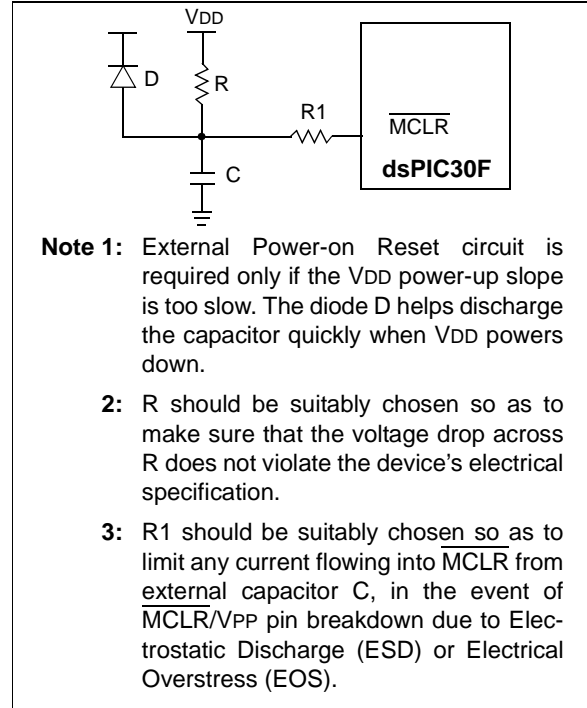 VDD
D
R
R1
MCLR
dsPIC30F
C
Note 1: External Power-on Reset circuit is
required only if the VDD power-up slope
is too slow. The diode D helps discharge
the capacitor quickly when VDD powers
down.
2: R should be suitably chosen so as to
make sure that the voltage drop across
R does not violate the device's electrical
specification.
3: R1 should be suitably chosen so as to
limit any current flowing into MCLR from
external capacitor C, in the event of
MCLR/VPP pin breakdown due to Elec-
trostatic Discharge (ESD) or Electrical
Overstress (EOS).